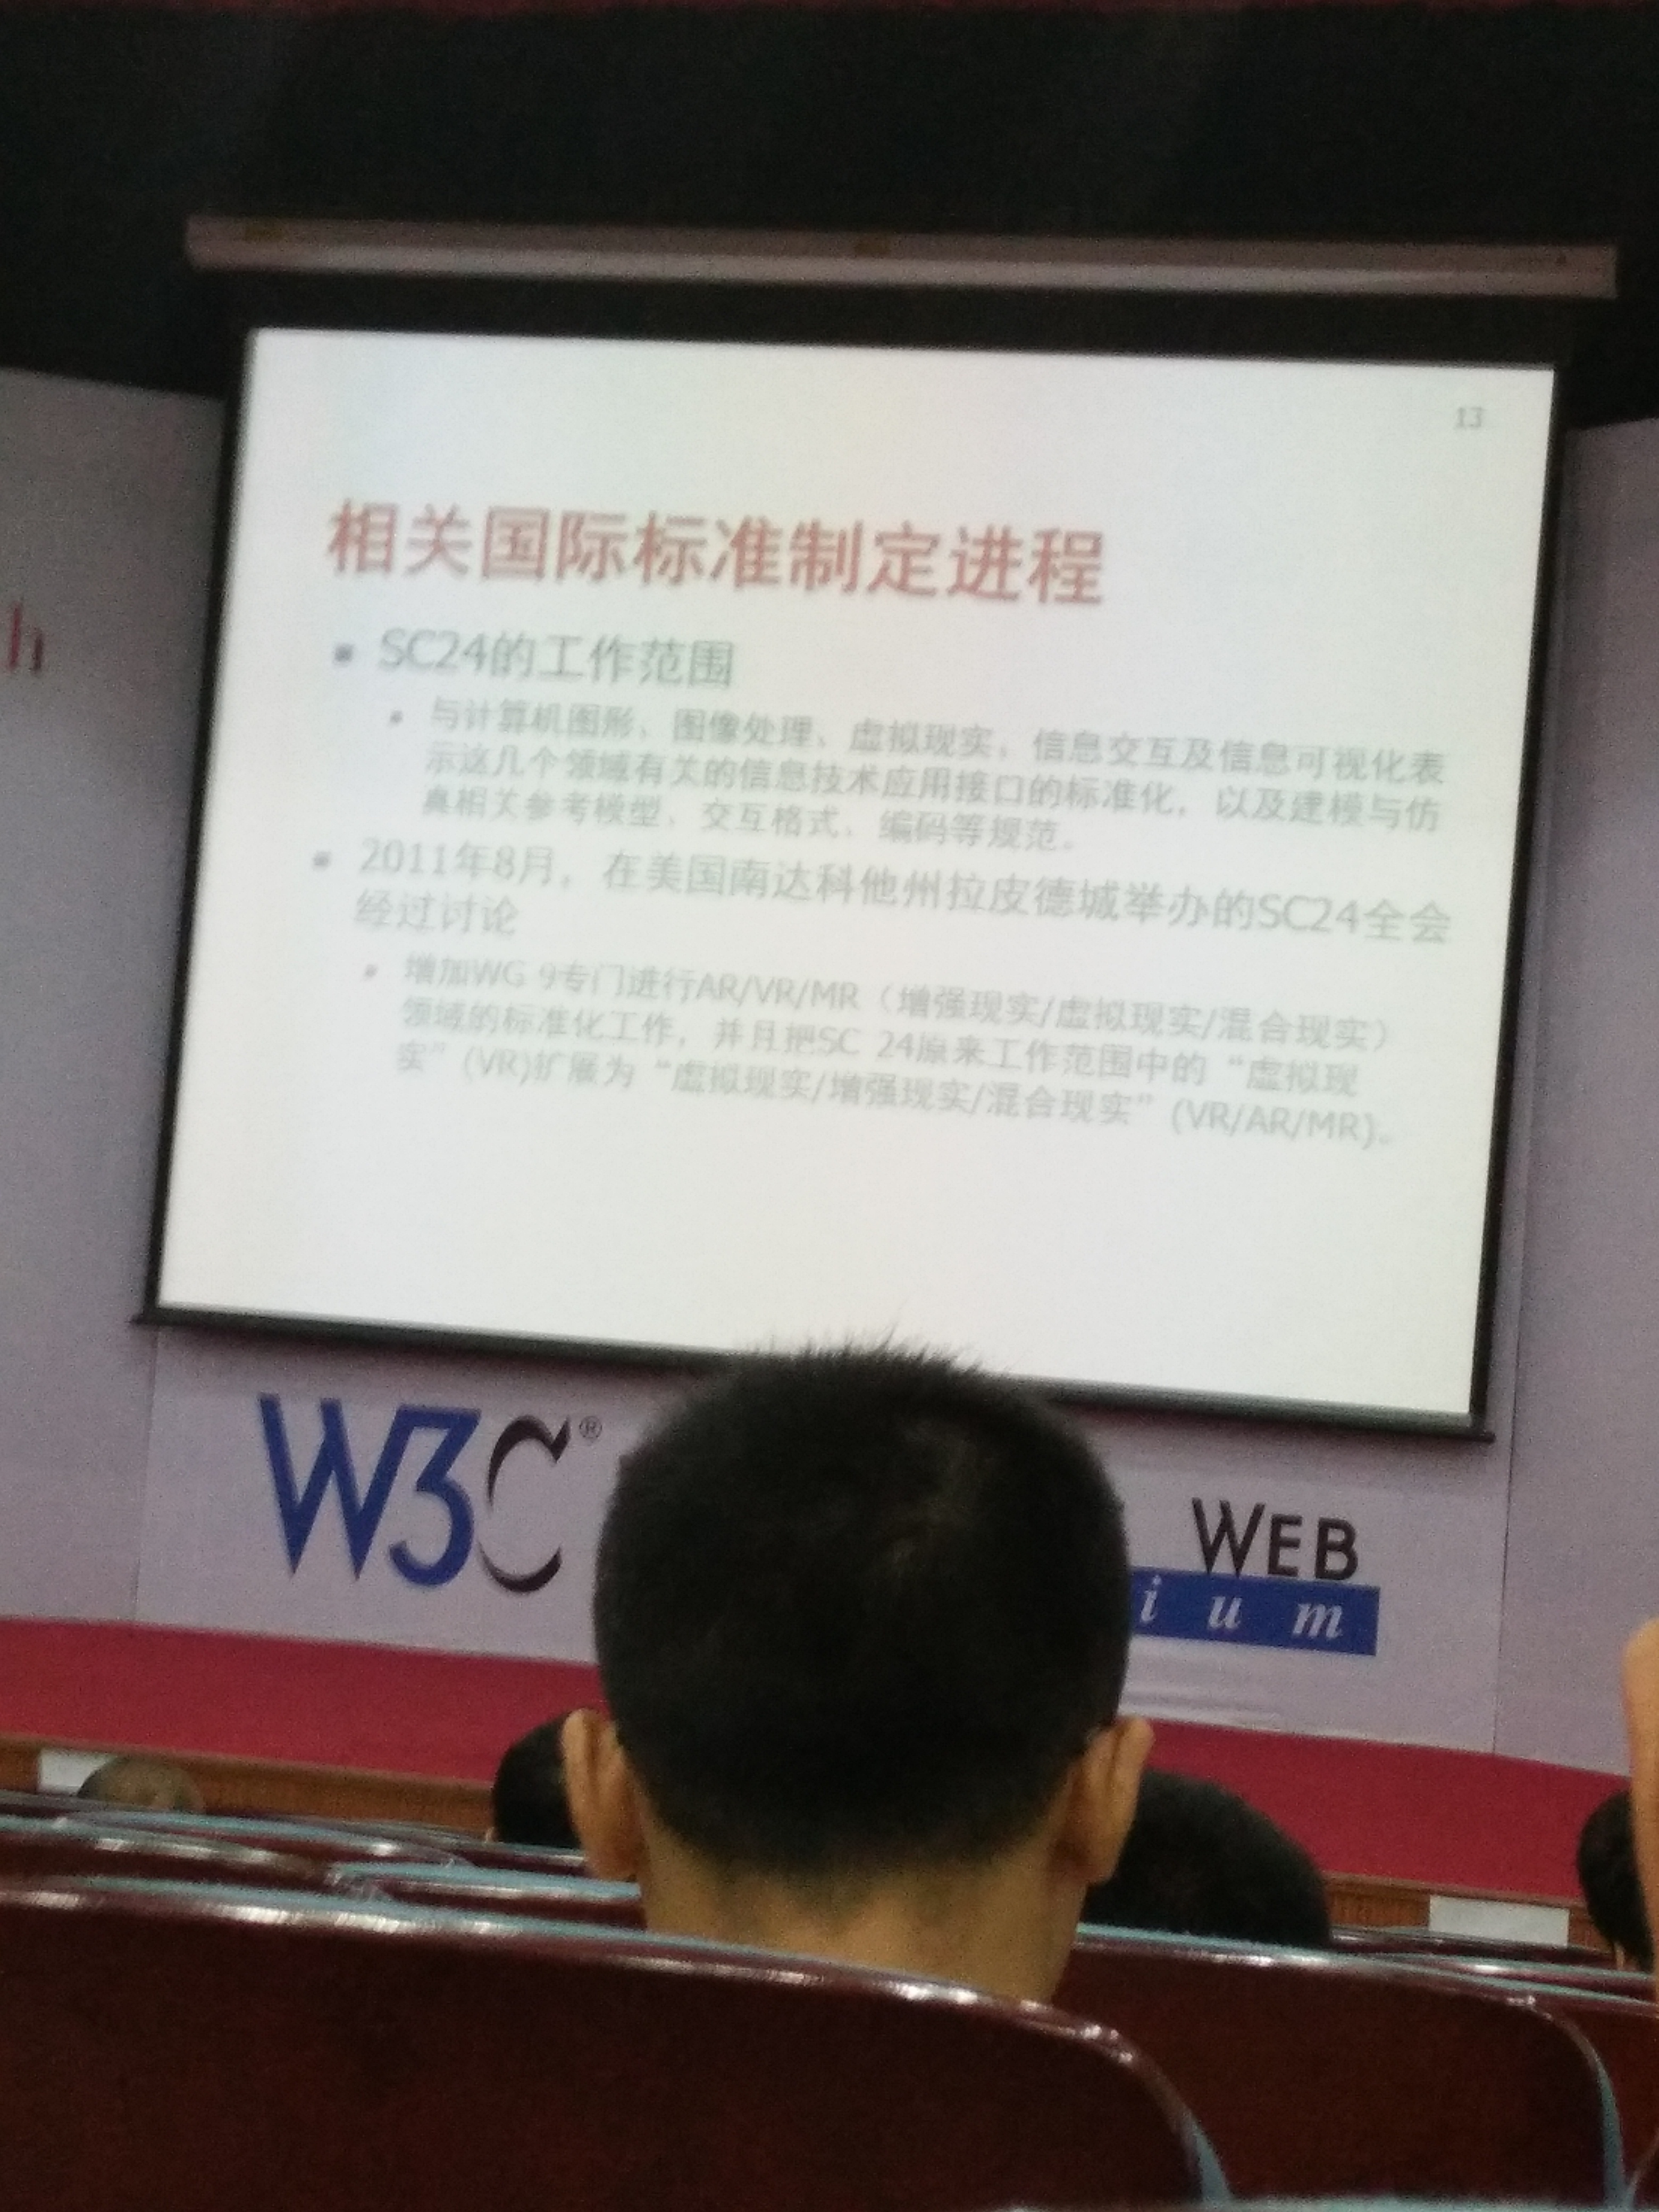 13
相关国际标准制定进程
SC24的工作范围
与计算机图形、图像处理、虚拟现实，信息交互及信息可视化表
示这几个领域有关的信息技术应用接口的标准化，以及建模与仿
真相关参考模型、交互格式、编码等规范。
2011年8月，在美国南达科他州拉皮德城举办的SC24全会
经过讨论
增加WG 9专门进行AR/VR/MR（增强现实/虚拟现实/混合现实）
领域的标准化工作，并且把SC 24原来工作范围中的“虚拟现
实”(VR)扩展为“虚拟现实/增强现实/混合现实”(VR/AR/MR)。
h
W3C®
WEB
ium